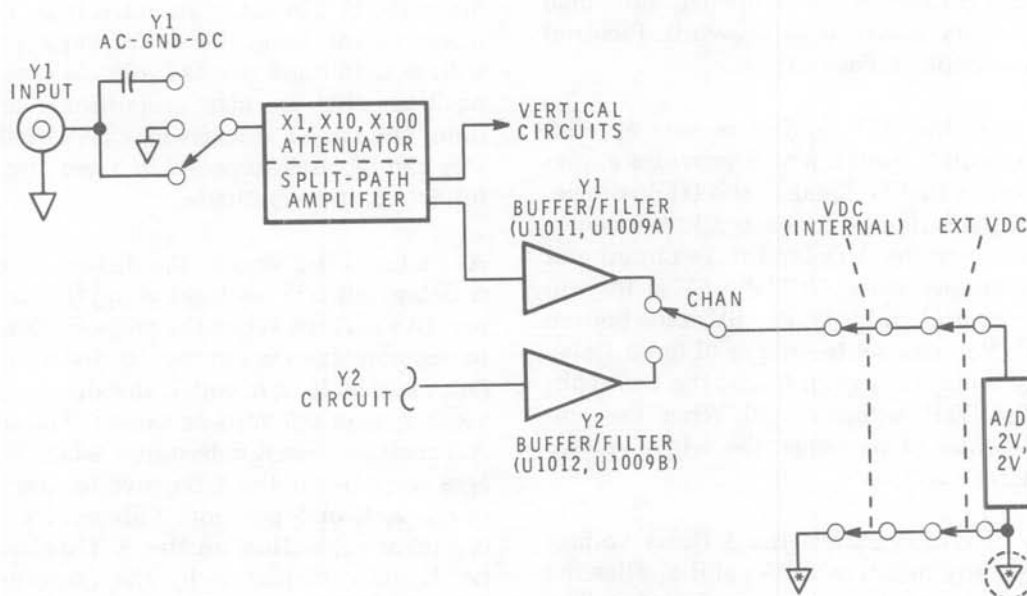 Y1
AC-GND-DC
Y1
INPUT
X1, X10, X100
ATTENUATOR
SPLIT-PATH
AMPLIFIER
VERTICAL
CIRCUITS
Y1
BUFFER/FILTER
(U1011, U1009A)
VDC
(INTERNAL)
EXT VDC
CHAN
Y2
CIRCUIT
Y2
BUFFER/FILTER
(U1012, U1009B)
A/D
2V,
2V